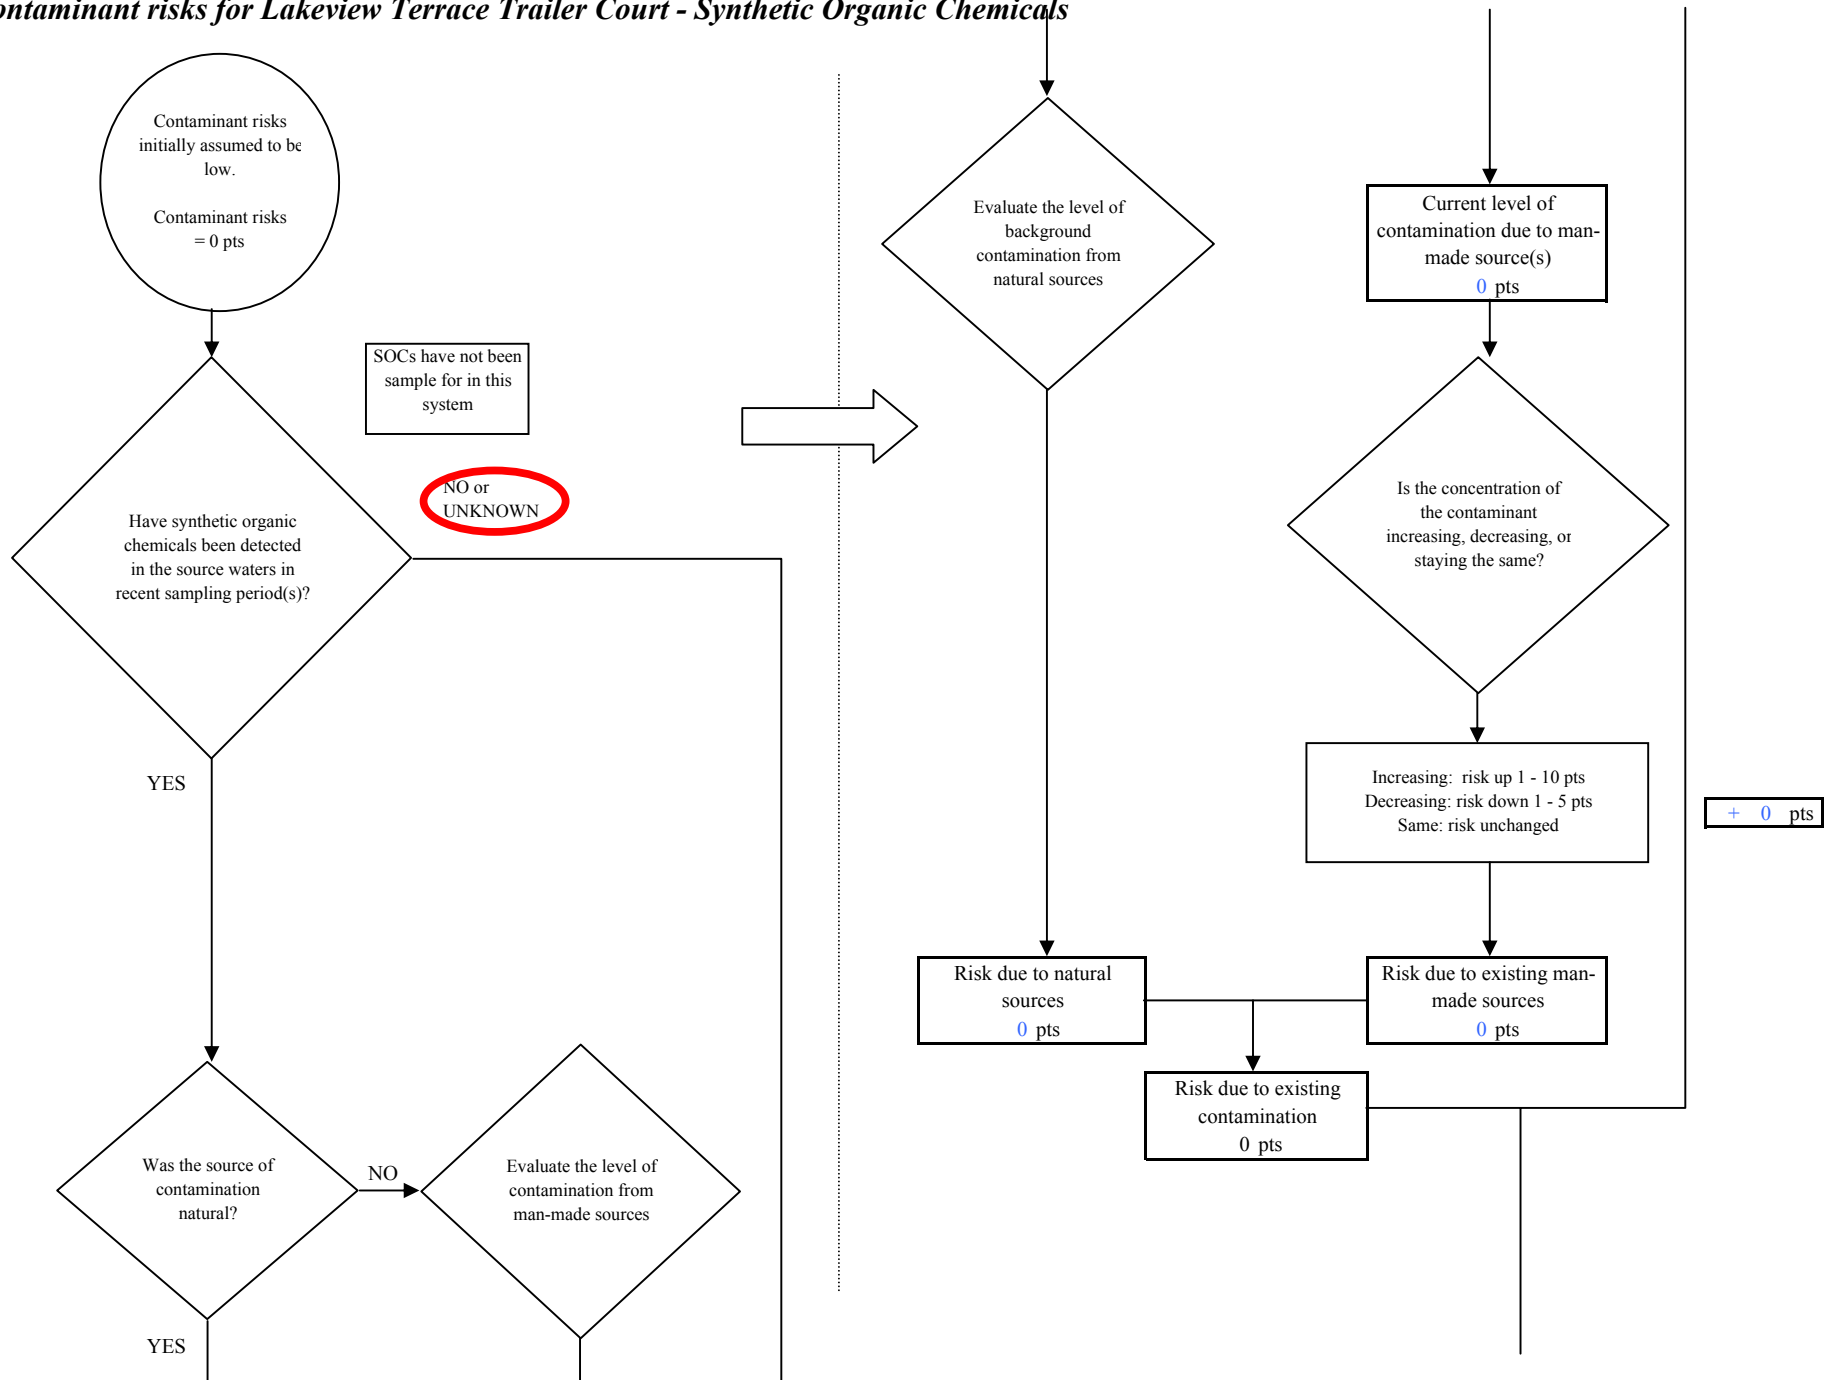 ontaminant risks for Lakeview Terrace Trailer Court - Synthetic Organic Chemicals
Contaminant risks
initially assumed to be
low.
Contaminant risks
= 0 pts
SOCs have not been
sample for in this
system
NO or
UNKNOWN
Have synthetic organic
chemicals been detected
in the source waters in
recent sampling period(s)?
YES
Was the source of
contamination
natural?
NO
Evaluate the level of
contamination from
man-made sources
YES
Evaluate the level of
background
contamination from
natural sources
Current level of
contamination due to man-
made source(s)
0 pts
Is the concentration of
the contaminant
increasing, decreasing, or
staying the same?
Increasing: risk up 1 - 10 pts
Decreasing: risk down 1 - 5 pts
Same: risk unchanged
+ 0 pts
Risk due to natural
sources
0 pts
Risk due to existing man-
made sources
0 pts
Risk due to existing
contamination
0 pts